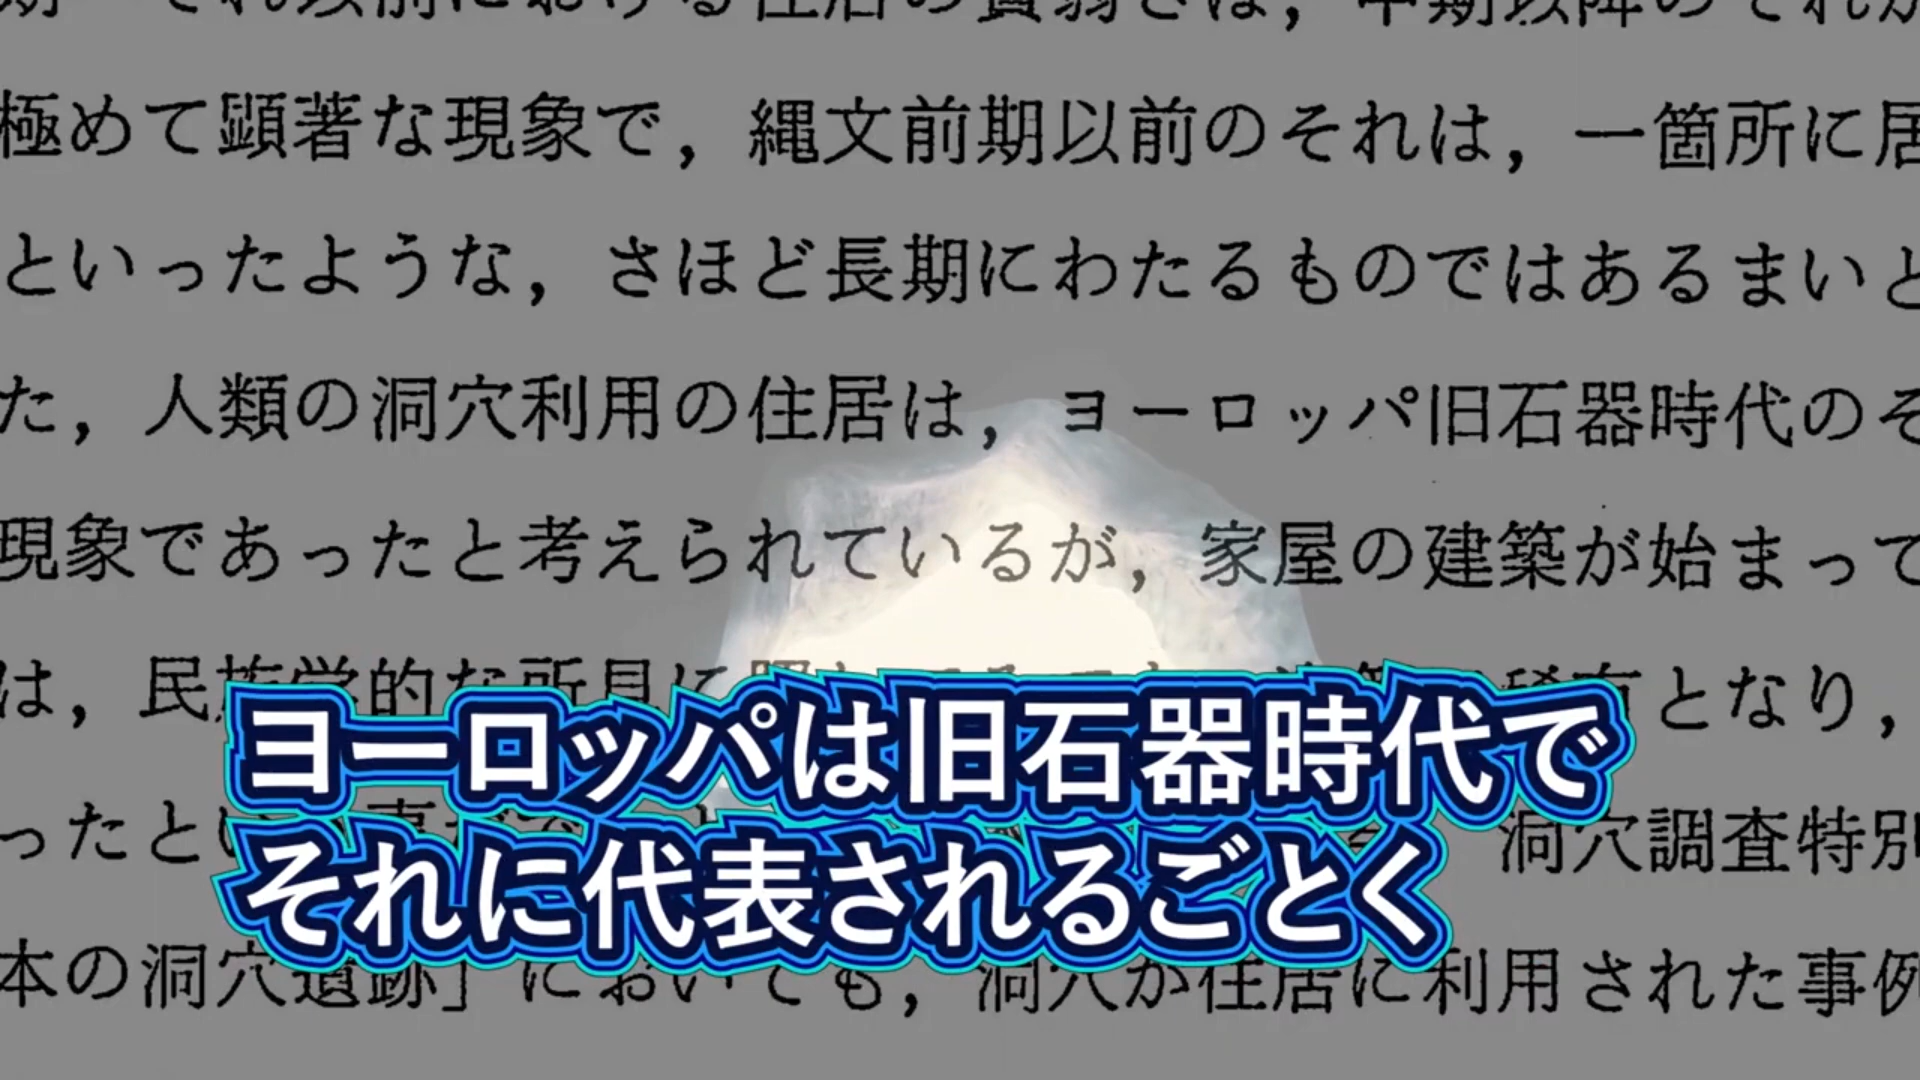 極めて顕著な現象で，縄文前期以前のそれは，一箇所に居
といったような，さほど長期にわたるものではあるまいと
た，人類の洞穴利用の住居は，ヨーロッパ旧石器時代のそ
現象であったと考えられているが，家屋の建築が始まって
は，民族学的な所見に
となり，
ヨーロッパは旧石器時代で
ったとい
洞穴調査特別
それに代表されるごとく
本の洞穴遺跡」においても，洞穴が住居に利用された事例